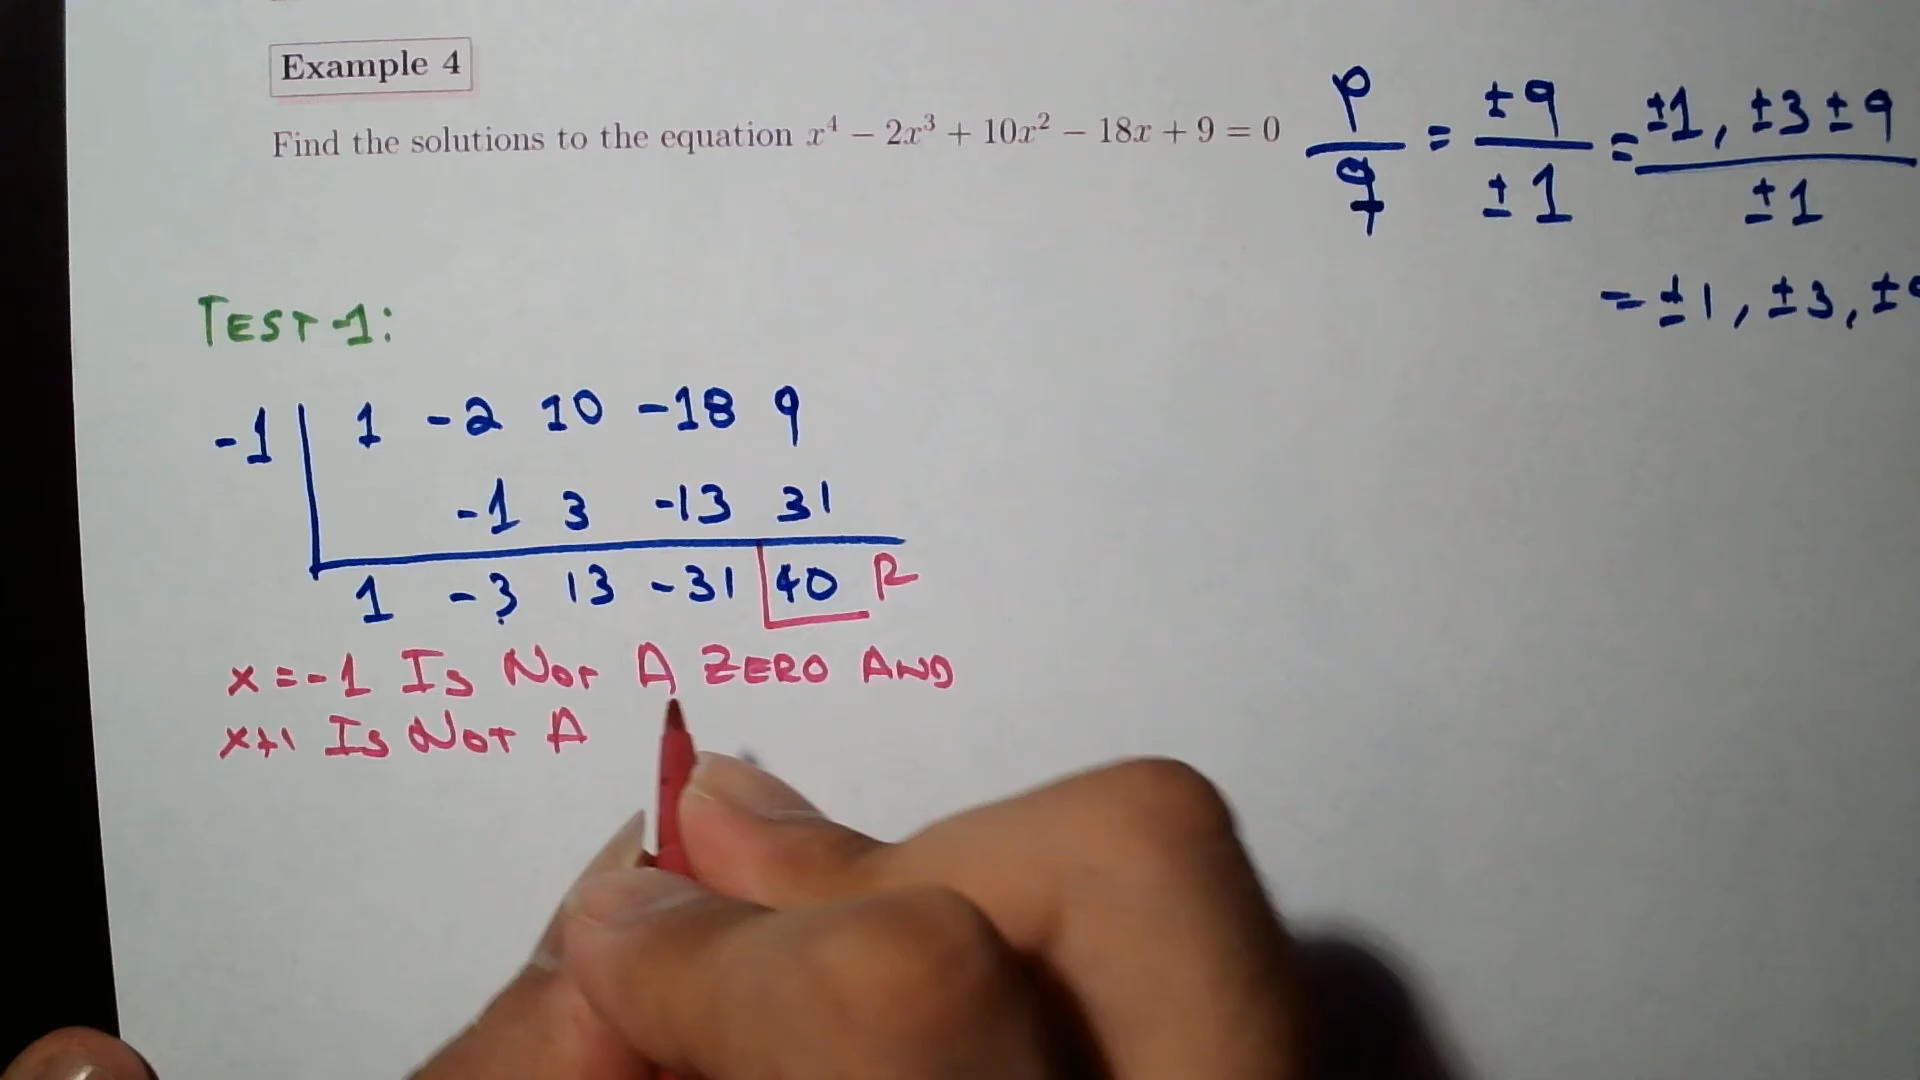 Example 4
Find the solutions to the equation x⁴ − 2x³ + 10x² − 18x + 9 = 0
p/q = ±9/±1 = ±1, ±3 ±9/±1
= ±1, ±3, ±9
TEST -1:
-1 | 1 -2 10 -18 9
-1 3 -13 31
1 -3 13 -31 40 R
x = -1 IS NOT A ZERO AND
x+1 IS NOT A